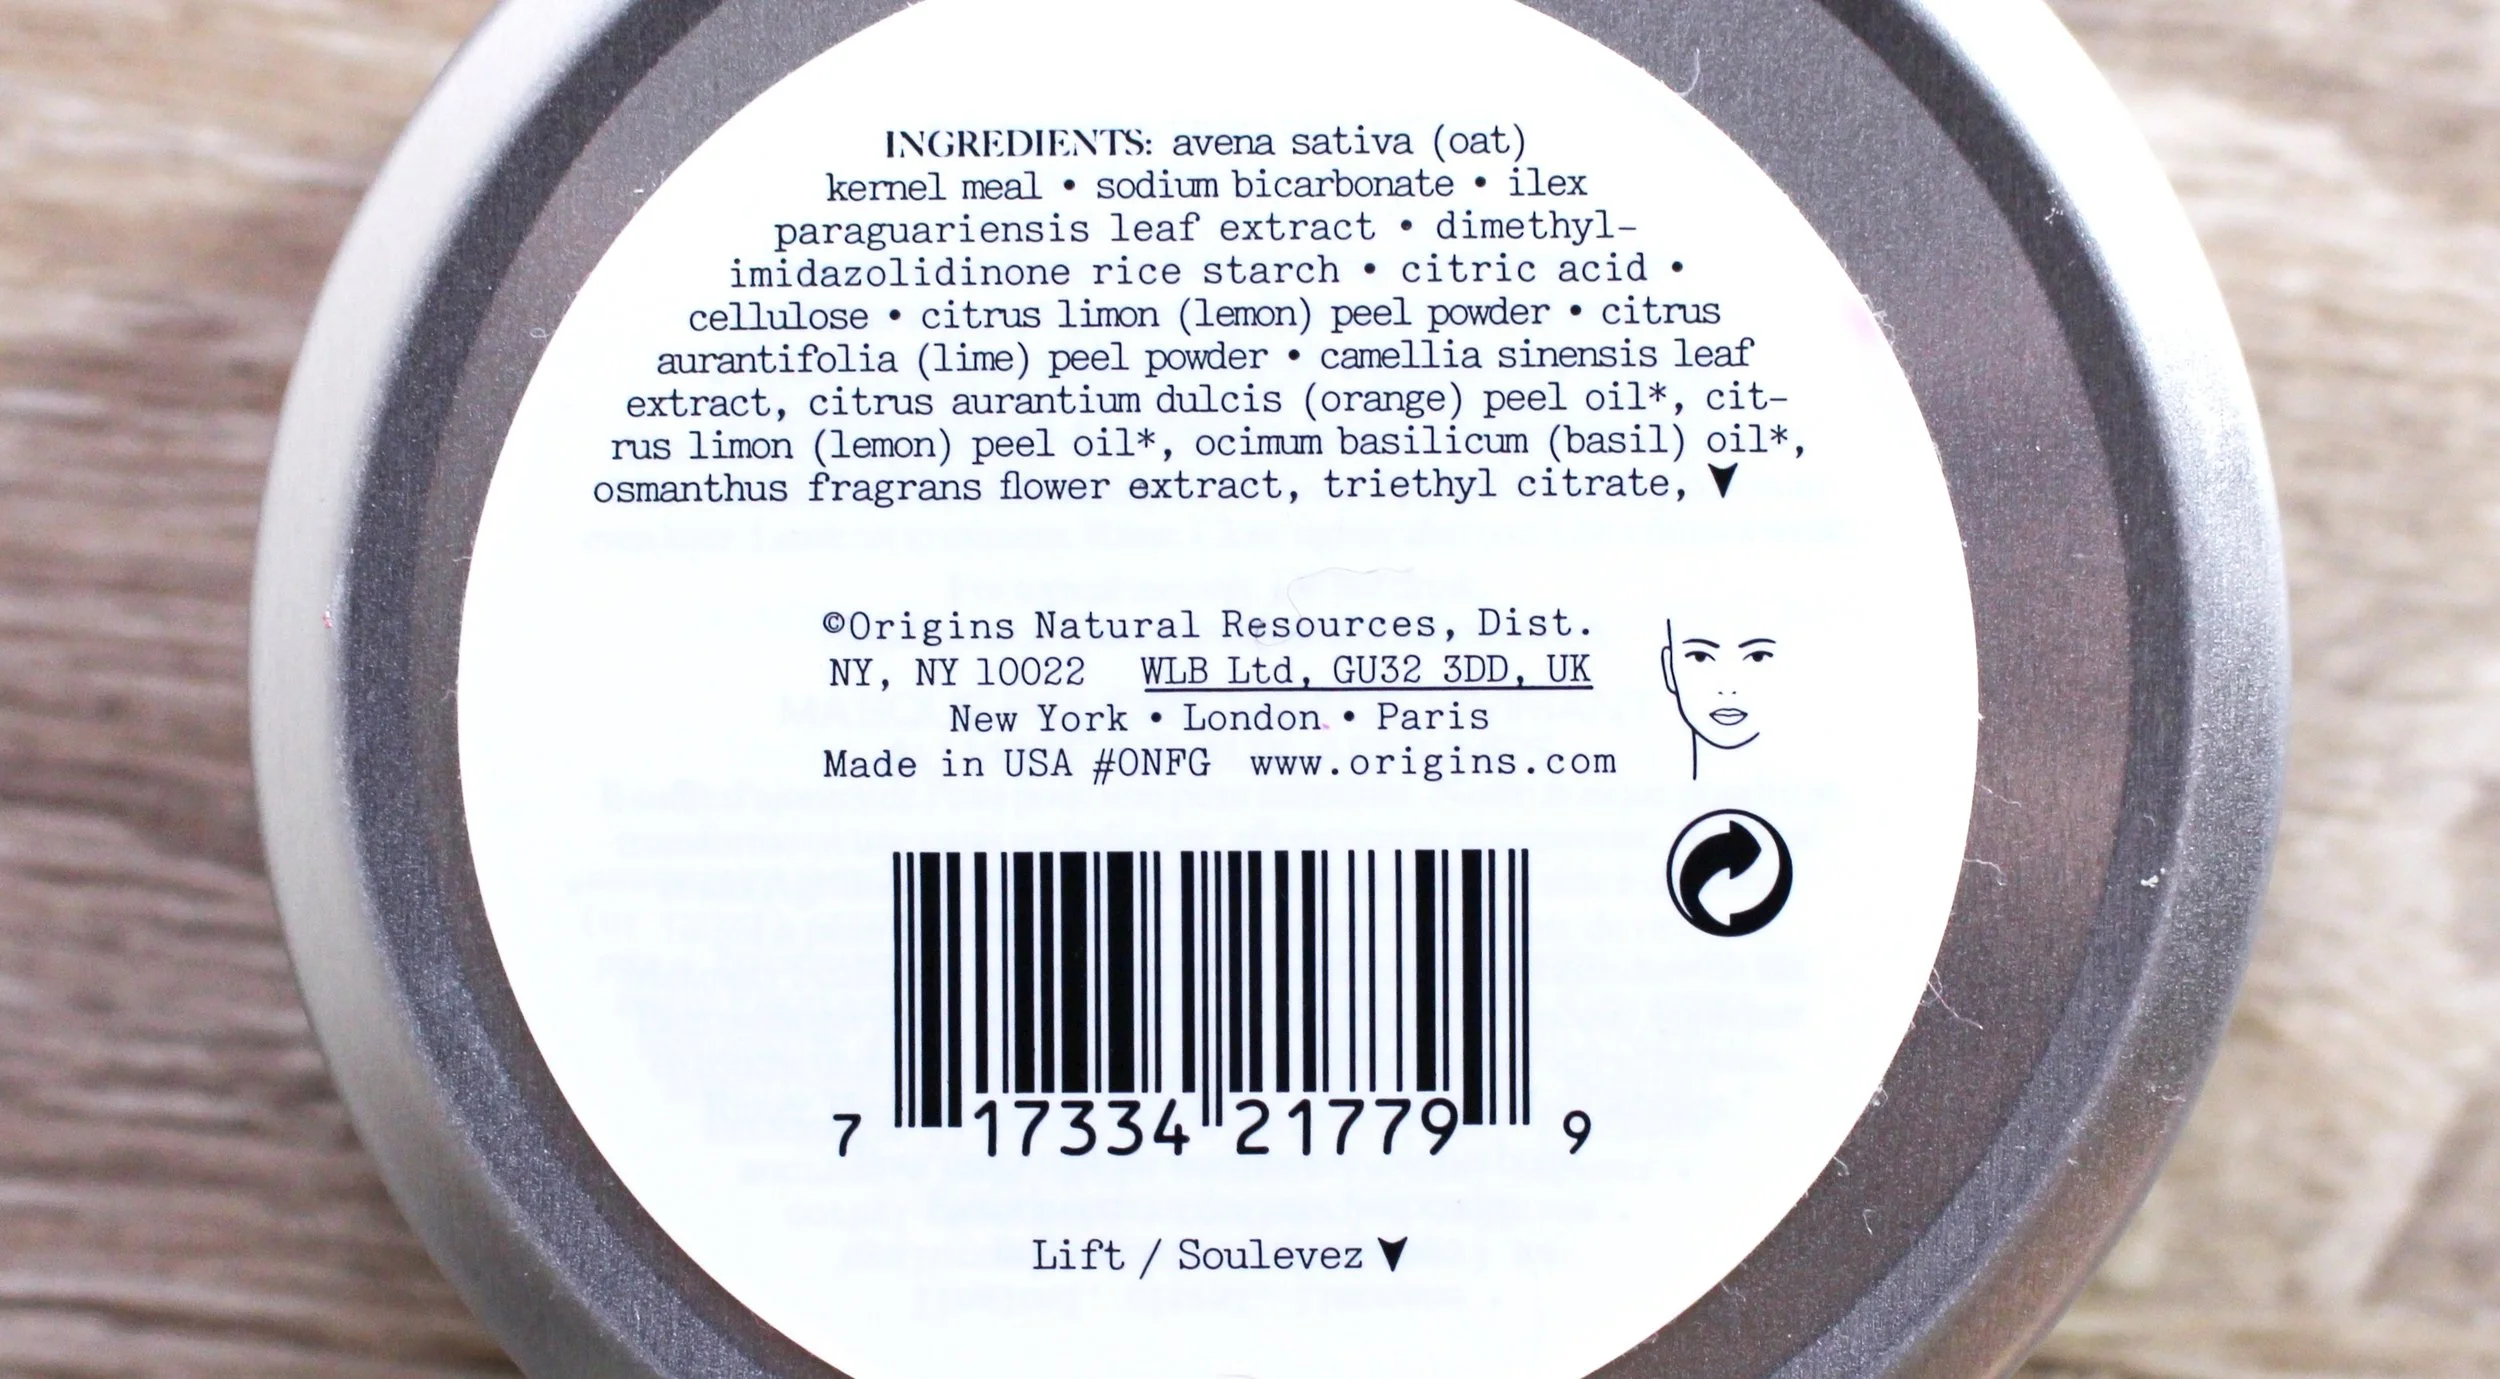 INGREDIENTS: avena sativa (oat)
kernel meal • sodium bicarbonate • ilex
paraguariensis leaf extract • dimethyl-
imidazolidinone rice starch • citric acid •
cellulose • citrus limon (lemon) peel powder • citrus
aurantifolia (lime) peel powder • camellia sinensis leaf
extract, citrus aurantium dulcis (orange) peel oil*, cit-
rus limon (lemon) peel oil*, ocimum basilicum (basil) oil*,
osmanthus fragrans flower extract, triethyl citrate,
©Origins Natural Resources, Dist.
NY, NY 10022 WLB Ltd, GU32 3DD, UK
New York • London • Paris
Made in USA #ONFG www.origins.com
7 17334 21779 9
Lift / Soulevez